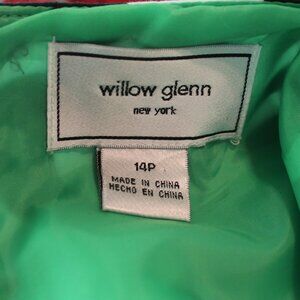 willow glenn
new york
14P
MADE IN CHINA
HECHO EN CHINA